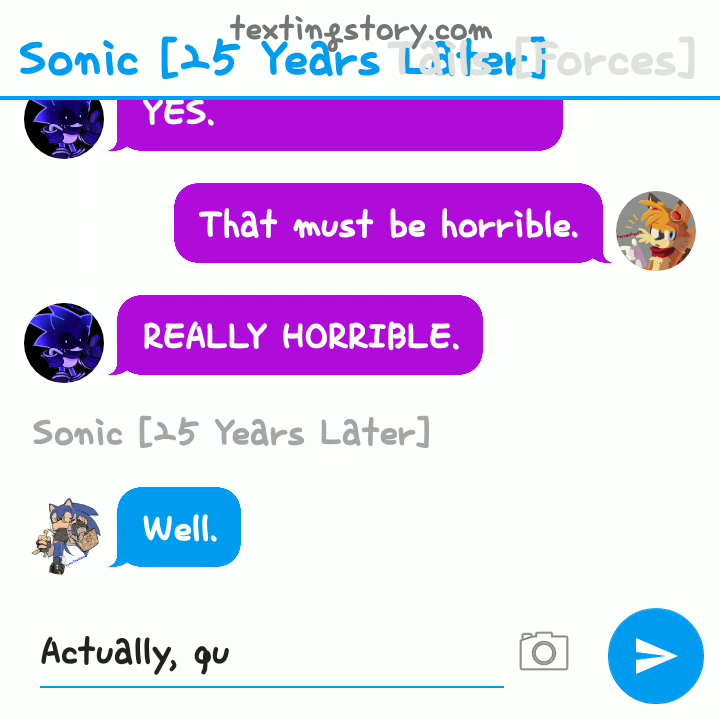 textingstory.com
Sonic [25 Years Later]
Tails [Forces]
YES.
That must be horrible.
REALLY HORRIBLE.
Sonic [25 Years Later]
Well.
Actually, qu